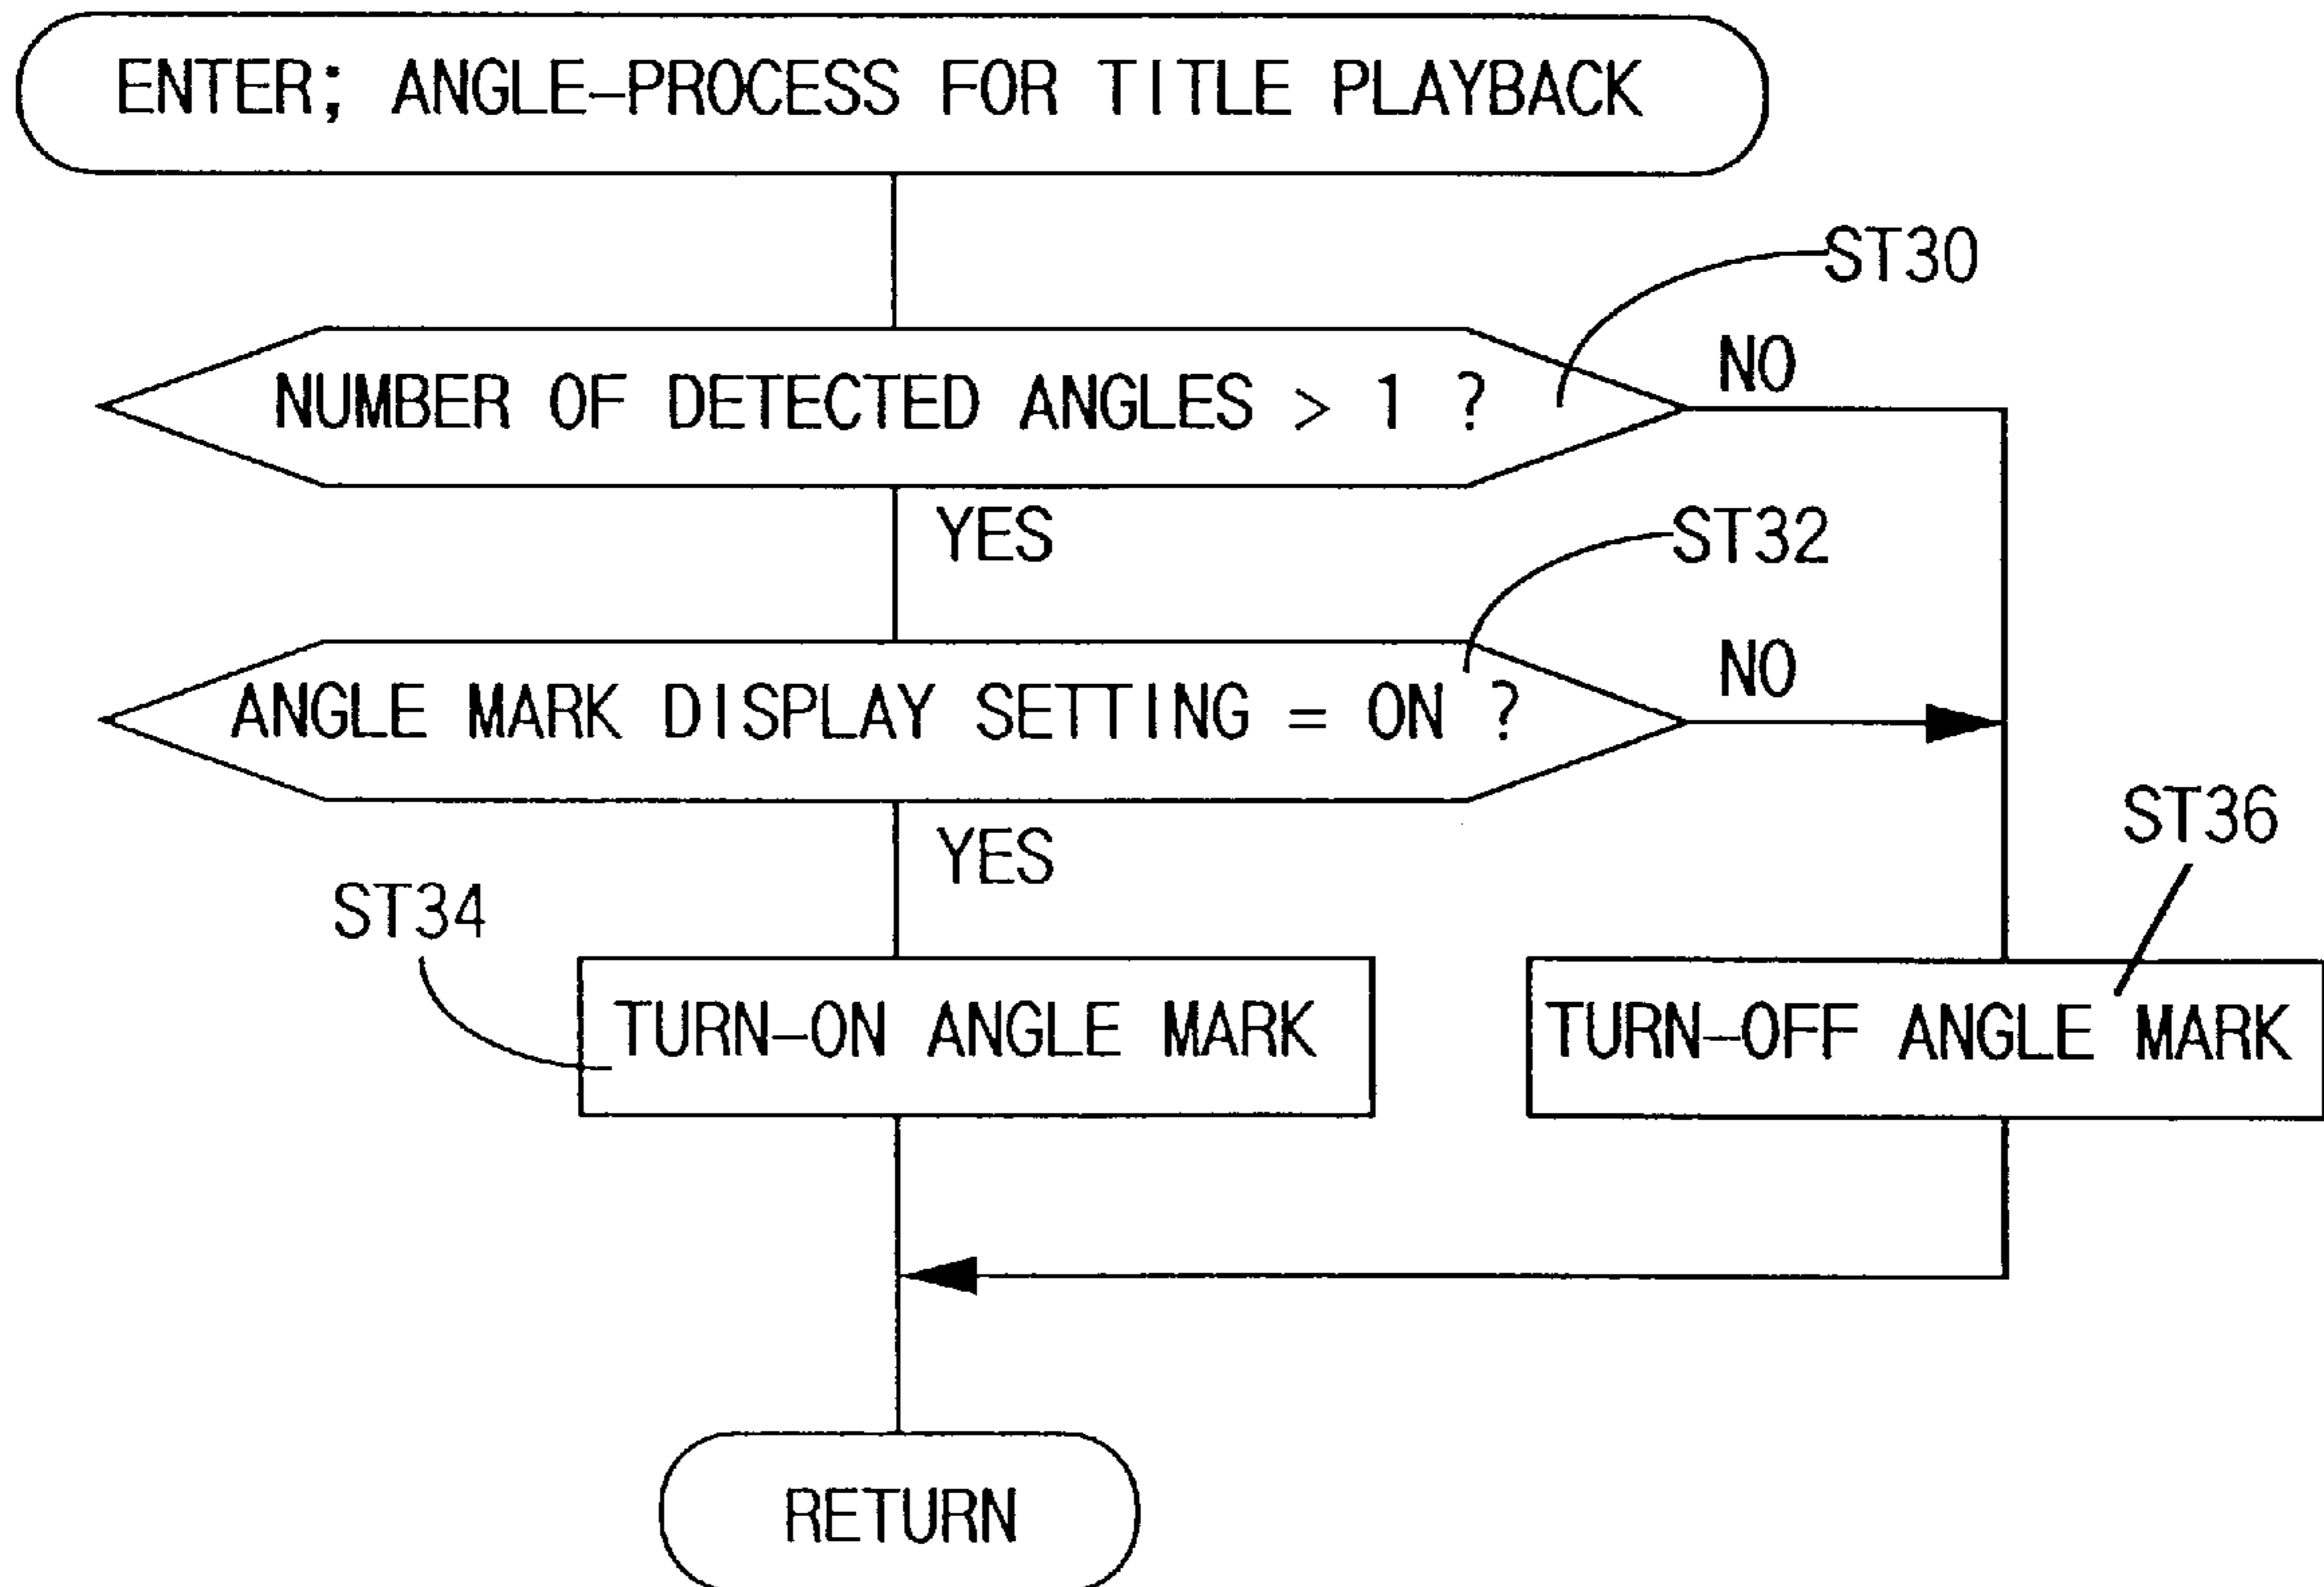 ENTER; ANGLE-PROCESS FOR TITLE PLAYBACK
ST30
NUMBER OF DETECTED ANGLES > 1 ?
NO
YES
ST32
ANGLE MARK DISPLAY SETTING = ON ?
NO
YES
ST34
ST36
TURN-ON ANGLE MARK
TURN-OFF ANGLE MARK
RETURN